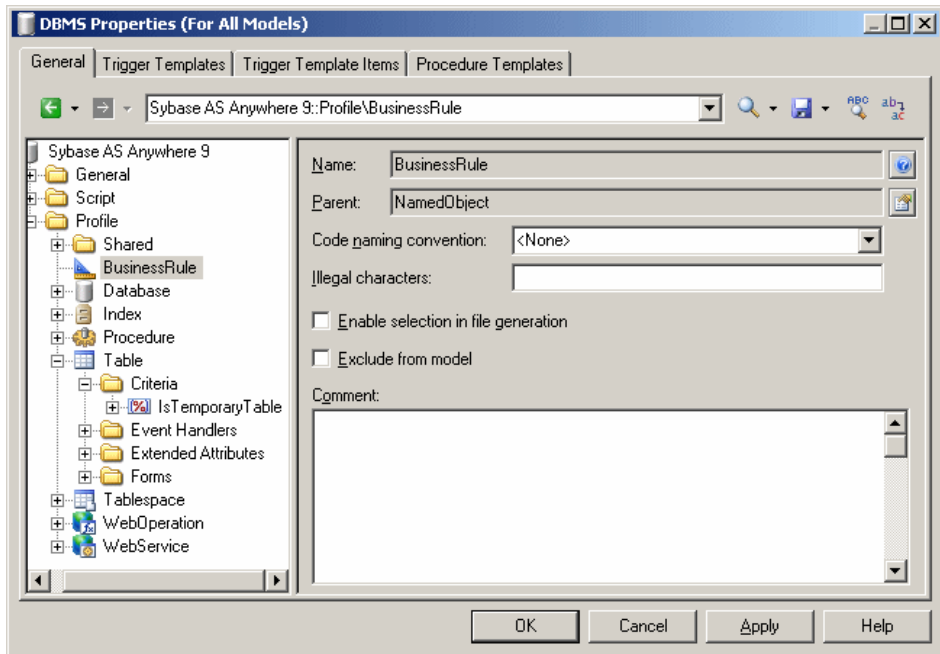 DBMS Properties (For All Models)
General Trigger Templates Trigger Template Items Procedure Templates
Sybase AS Anywhere 9::Profile\BusinessRule
ABC
ab
ac
Sybase AS Anywhere 9
General
Script
Profile
Shared
BusinessRule
Database
Index
Procedure
Table
Criteria
IsTemporaryTable
Event Handlers
Extended Attributes
Forms
Tablespace
WebOperation
WebService
Name: BusinessRule
Parent: NamedObject
Code naming convention: <None>
Illegal characters:
Enable selection in file generation
Exclude from model
Comment:
OK Cancel Apply Help